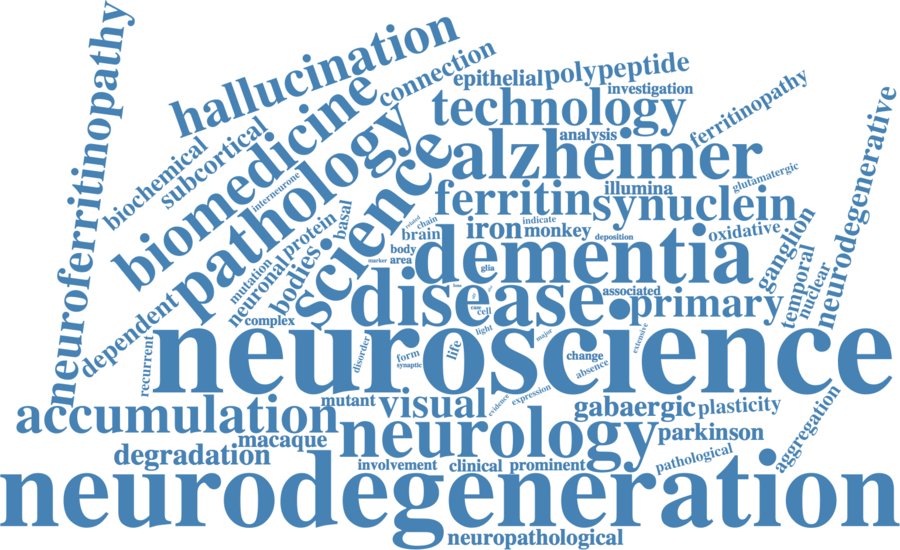 neuroferritinopathy
hallucination
connection
epithelial
polypeptide
investigation
technology
analysis
ferritinopathy
neurodegenerative
biochemical
subcortical
biomedicine
interneurone
pathology
science
alzheimer
illumina
glutamatergic
ferritin
synuclein
related
chain
indicate
basal
brain
iron
monkey
deposition
oxidative
ganglion
mutation
neuronal
protein
bodies
body
marker
area
dementia
glia
temporal
nuclear
dependent
complex
disease
case
cell
associated
primary
recurrent
neuroscience
disorder
form
synaptic
life
light
major
change
absence
extensive
accumulation
mutant
visual
evidence
expression
gabaergic
plasticity
aggregation
macaque
neurology
parkinson
degradation
involvement
clinical
prominent
pathological
neurodegeneration
neuropathological